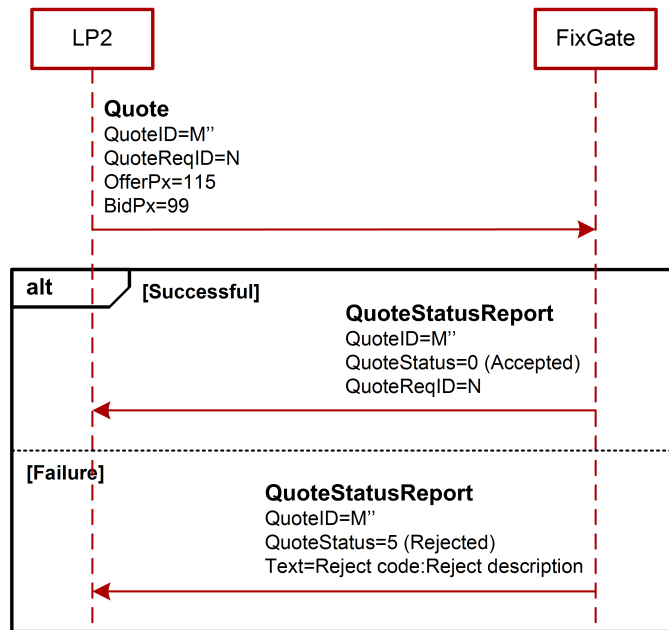 LP2
FixGate
Quote
QuoteID=M’’
QuoteReqID=N
OfferPx=115
BidPx=99
alt
[Successful]
QuoteStatusReport
QuoteID=M’’
QuoteStatus=0 (Accepted)
QuoteReqID=N
[Failure]
QuoteStatusReport
QuoteID=M’’
QuoteStatus=5 (Rejected)
Text=Reject code:Reject description